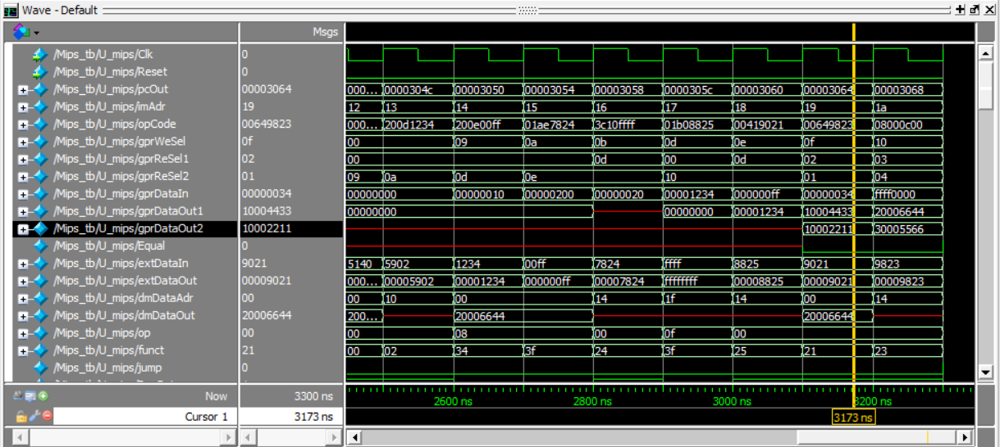 Wave - Default
Msgs
/Mips_tb/U_mips/Clk 0
/Mips_tb/U_mips/Reset 0
/Mips_tb/U_mips/pcOut 00003064 000... 0000304c 00003050 00003054 00003058 0000305c 00003060 00003064 00003068
/Mips_tb/U_mips/imAdr 19 12 13 14 15 16 17 18 19 1a
/Mips_tb/U_mips/opCode 00649823 000... 200d1234 200e00ff 01ae7824 3c10ffff 01b08825 00419021 00649823 08000c00
/Mips_tb/U_mips/gprWeSel 0f 00 09 0a 0b 0d 0e 0f 10
/Mips_tb/U_mips/gprReSel1 02 00 0d 00 0d 02 03
/Mips_tb/U_mips/gprReSel2 01 09 0a 0d 0e 10 01 04
/Mips_tb/U_mips/gprDataIn 00000034 00000000 00000010 00000200 00000020 00001234 000000ff 00000034 ffff0000
/Mips_tb/U_mips/gprDataOut1 10004433 00000000 00000000 00001234 10004433 20006644
/Mips_tb/U_mips/gprDataOut2 10002211 10002211 30005566
/Mips_tb/U_mips/Equal 0
/Mips_tb/U_mips/extDataIn 9021 5140 5902 1234 00ff 7824 ffff 8825 9021 9823
/Mips_tb/U_mips/extDataOut 00009021 000... 00005902 00001234 000000ff 00007824 ffffffff 00008825 00009021 00009823
/Mips_tb/U_mips/dmDataAdr 00 00 10 00 14 1f 14 00 14
/Mips_tb/U_mips/dmDataOut 20006644 200... 20006644 20006644
/Mips_tb/U_mips/op 00 00 08 00 0f 00
/Mips_tb/U_mips/funct 21 00 02 34 3f 24 3f 25 21 23
/Mips_tb/U_mips/jump 0
Now 3300 ns 2600 ns 2800 ns 3000 ns 3200 ns
Cursor 1 3173 ns 3173 ns